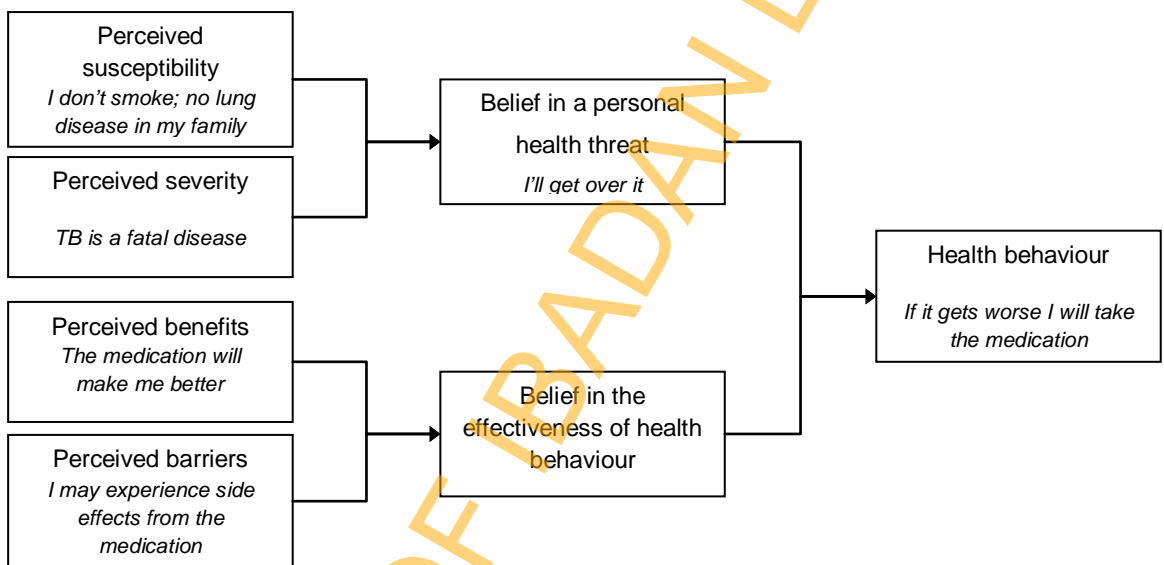 Perceived
susceptibility
I don't smoke; no lung
disease in my family
Perceived severity
TB is a fatal disease
Perceived benefits
The medication will
make me better
Perceived barriers
I may experience side
effects from the
medication
Belief in a personal
health threat
I'll get over it
Belief in the
effectiveness of health
behaviour
Health behaviour
If it gets worse I will take
the medication
OF IBADAN